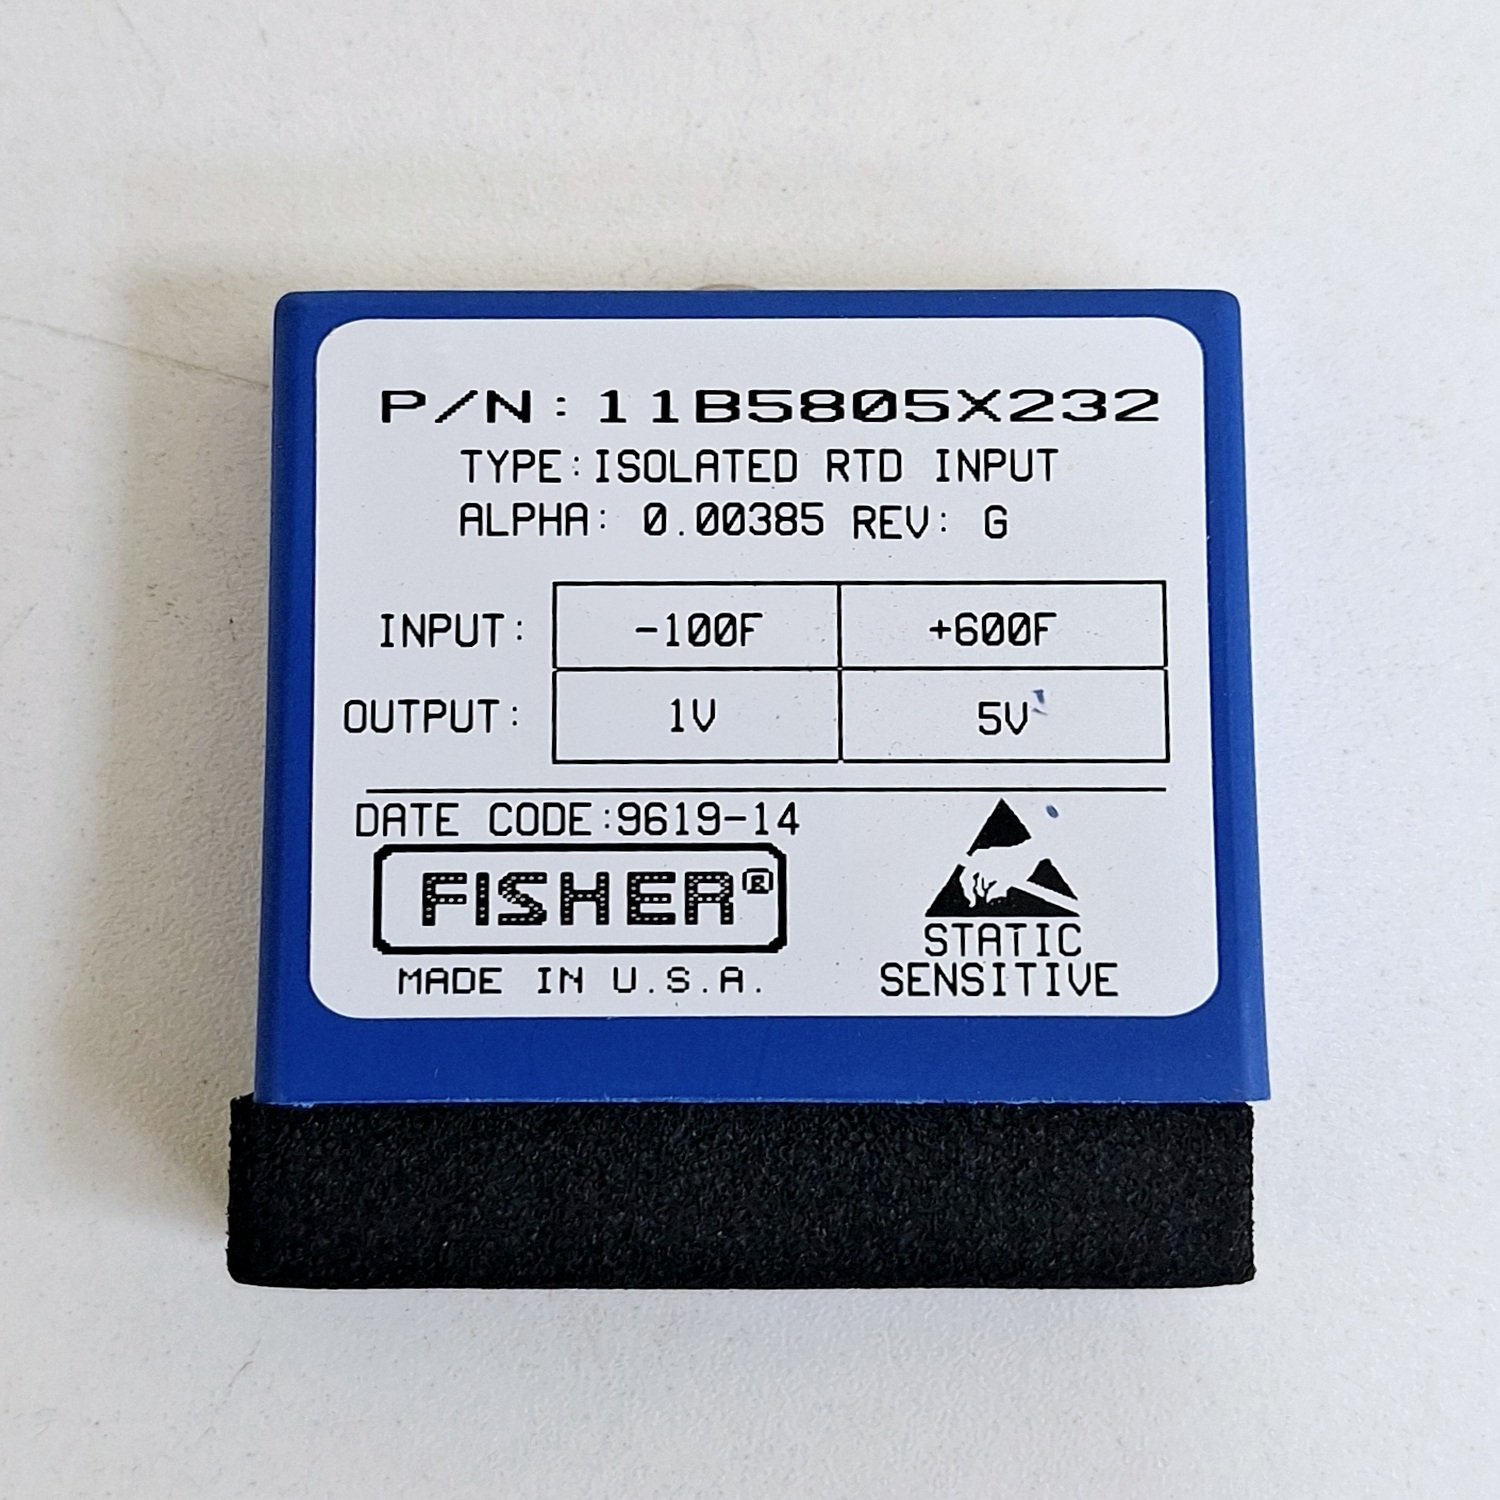 P/N:11B5805X232
TYPE:ISOLATED RTD INPUT
ALPHA: 0.00385 REV: G
INPUT: -100F +600F
OUTPUT: 1V 5V
DATE CODE:9619-14
FISHER®
MADE IN U.S.A.
STATIC
SENSITIVE